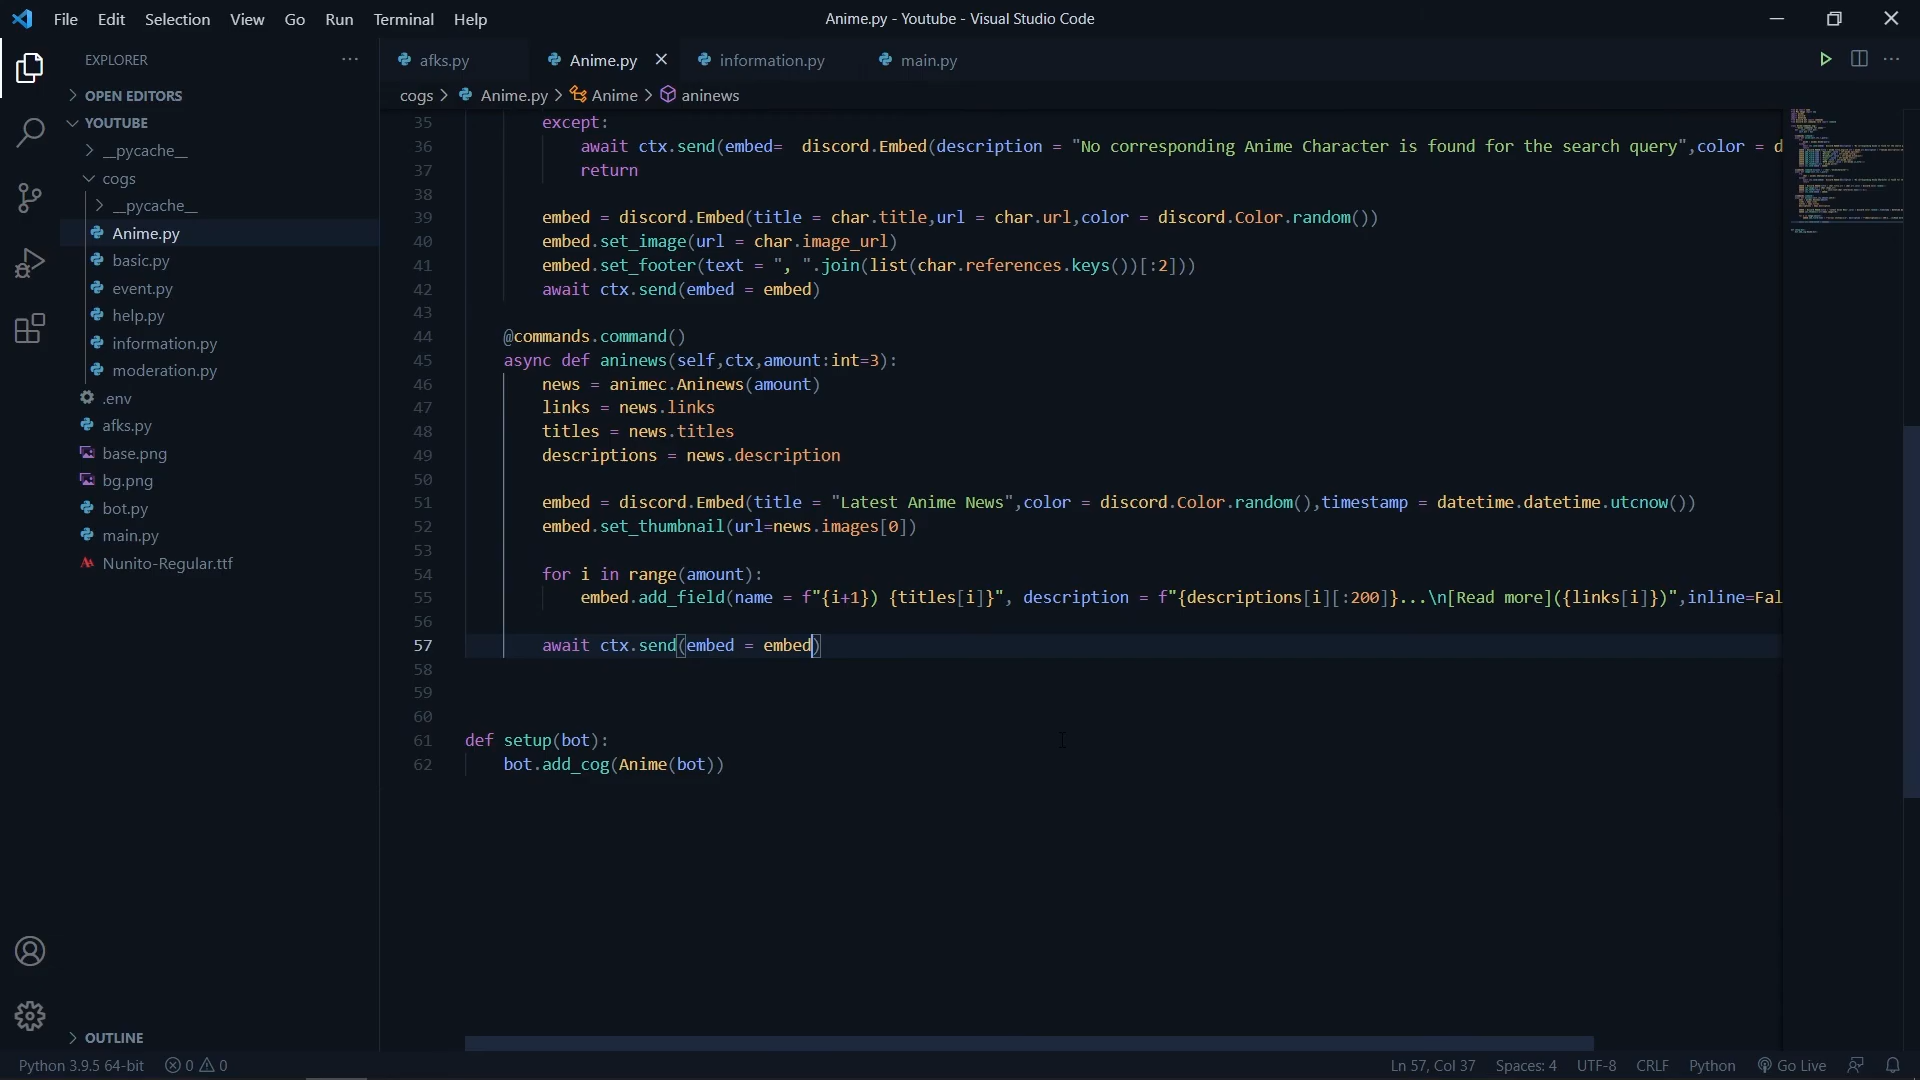 File Edit Selection View Go Run Terminal Help
Anime.py - Youtube - Visual Studio Code
EXPLORER
OPEN EDITORS
YOUTUBE
__pycache__
cogs
__pycache__
Anime.py
basic.py
event.py
help.py
information.py
moderation.py
.env
afks.py
base.png
bg.png
bot.py
main.py
Nunito-Regular.ttf
OUTLINE
afks.py Anime.py information.py main.py
cogs > Anime.py > Anime > aninews
35 except:
36 await ctx.send(embed=  discord.Embed(description = "No corresponding Anime Character is found for the search query",color = d
37 return
38
39 embed = discord.Embed(title = char.title,url = char.url,color = discord.Color.random())
40 embed.set_image(url = char.image_url)
41 embed.set_footer(text = ", ".join(list(char.references.keys())[:2]))
42 await ctx.send(embed = embed)
43
44 @commands.command()
45 async def aninews(self,ctx,amount:int=3):
46 news = animec.Aninews(amount)
47 links = news.links
48 titles = news.titles
49 descriptions = news.description
50
51 embed = discord.Embed(title = "Latest Anime News",color = discord.Color.random(),timestamp = datetime.datetime.utcnow())
52 embed.set_thumbnail(url=news.images[0])
53
54 for i in range(amount):
55 embed.add_field(name = f"{i+1}) {titles[i]}", description = f"{descriptions[i][:200]}...\n[Read more]({links[i]})",inline=Fal
56
57 await ctx.send(embed = embed)
58
59
60
61 def setup(bot):
62 bot.add_cog(Anime(bot))
Python 3.9.5 64-bit 0 0 Ln 57, Col 37 Spaces: 4 UTF-8 CRLF Python Go Live